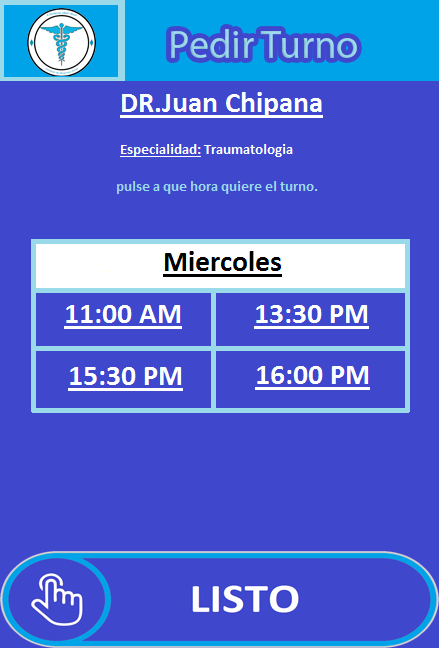 Pedir Turno
DR.Juan Chipana
Especialidad: Traumatologia
pulse a que hora quiere el turno.
Miercoles
11:00 AM
13:30 PM
15:30 PM
16:00 PM
LISTO